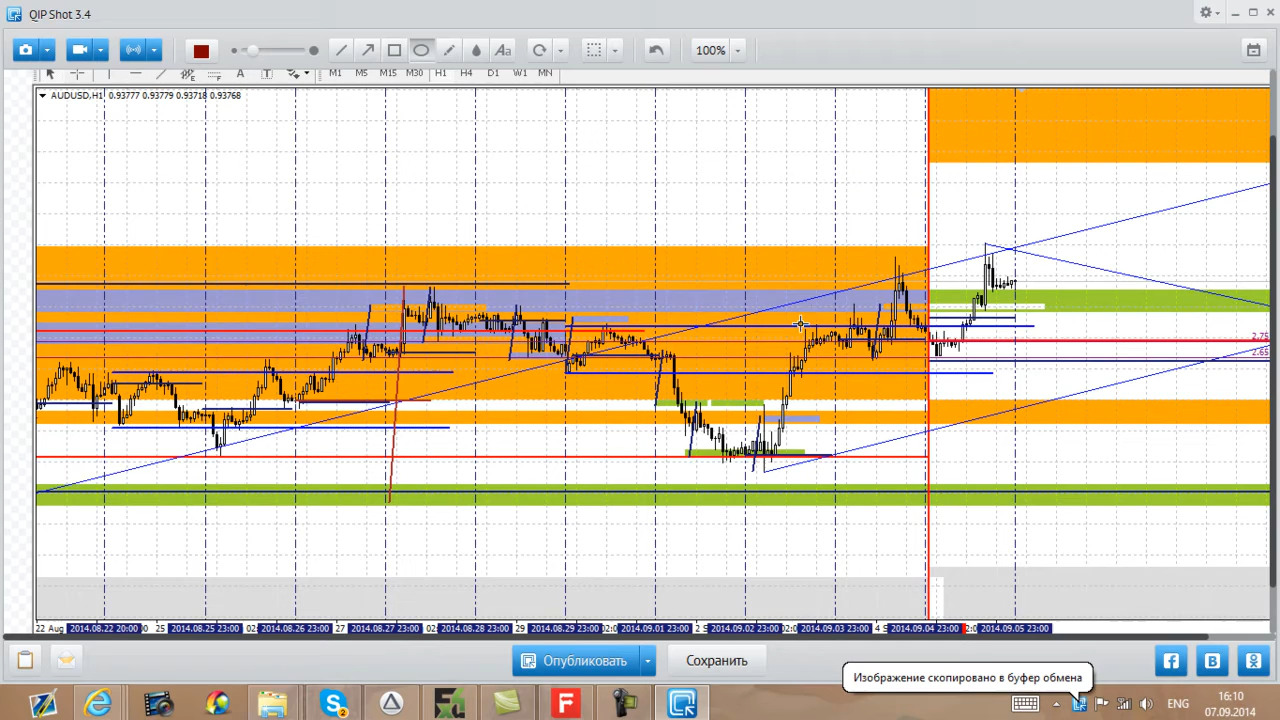 QIP Shot 3.4
Aa
100%
A T M1 M5 M15 M30 H1 H4 D1 W1 MN
AUDUSD,H1 0.93777 0.93779 0.93718 0.93768
2.75
2.65
22 Aug 2014.08.22 20:00 25 2014.08.25 23:00 2014.08.26 23:00 27 2014.08.27 23:00 2014.08.28 23:00 29 2014.08.29 23:00 2014.09.01 23:00 2 S 2014.09.02 23:00 2014.09.03 23:00 4 S 2014.09.04 23:00 2014.09.05 23:00
Опубликовать
Сохранить
Изображение скопировано в буфер обмена
2
ENG
16:10
07.09.2014